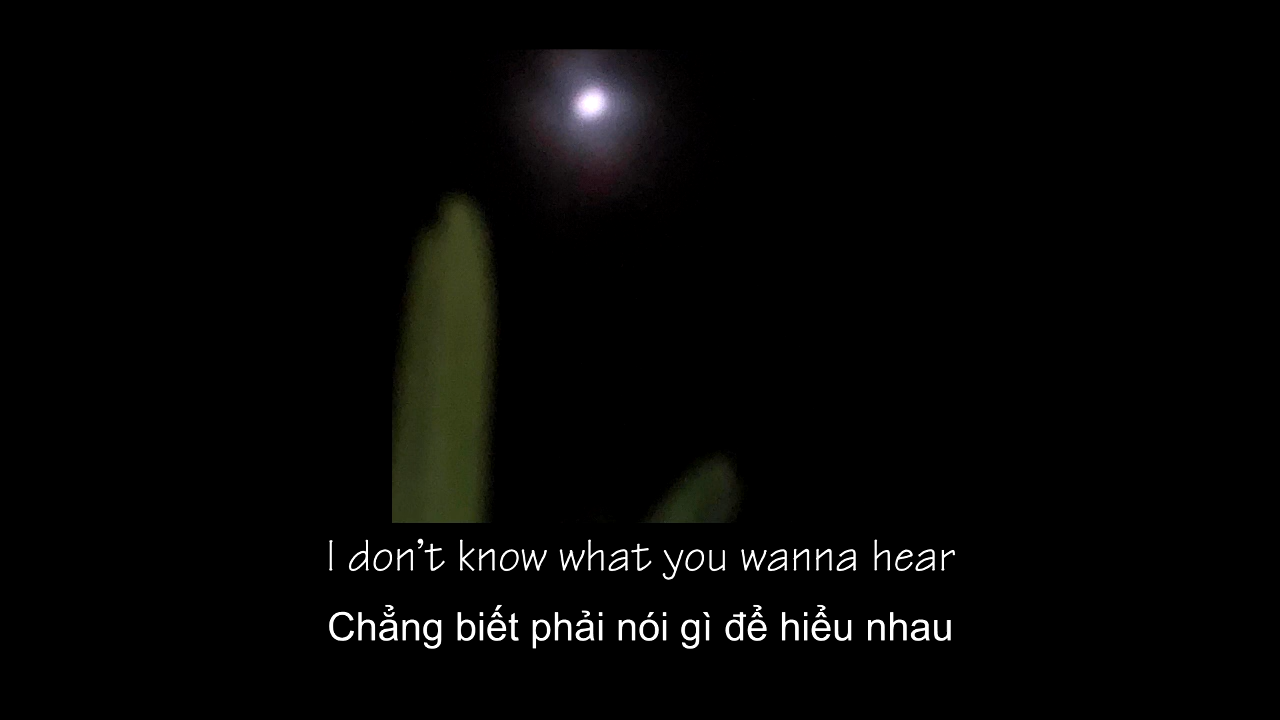 I don't know what you wanna hear
Chẳng biết phải nói gì để hiểu nhau